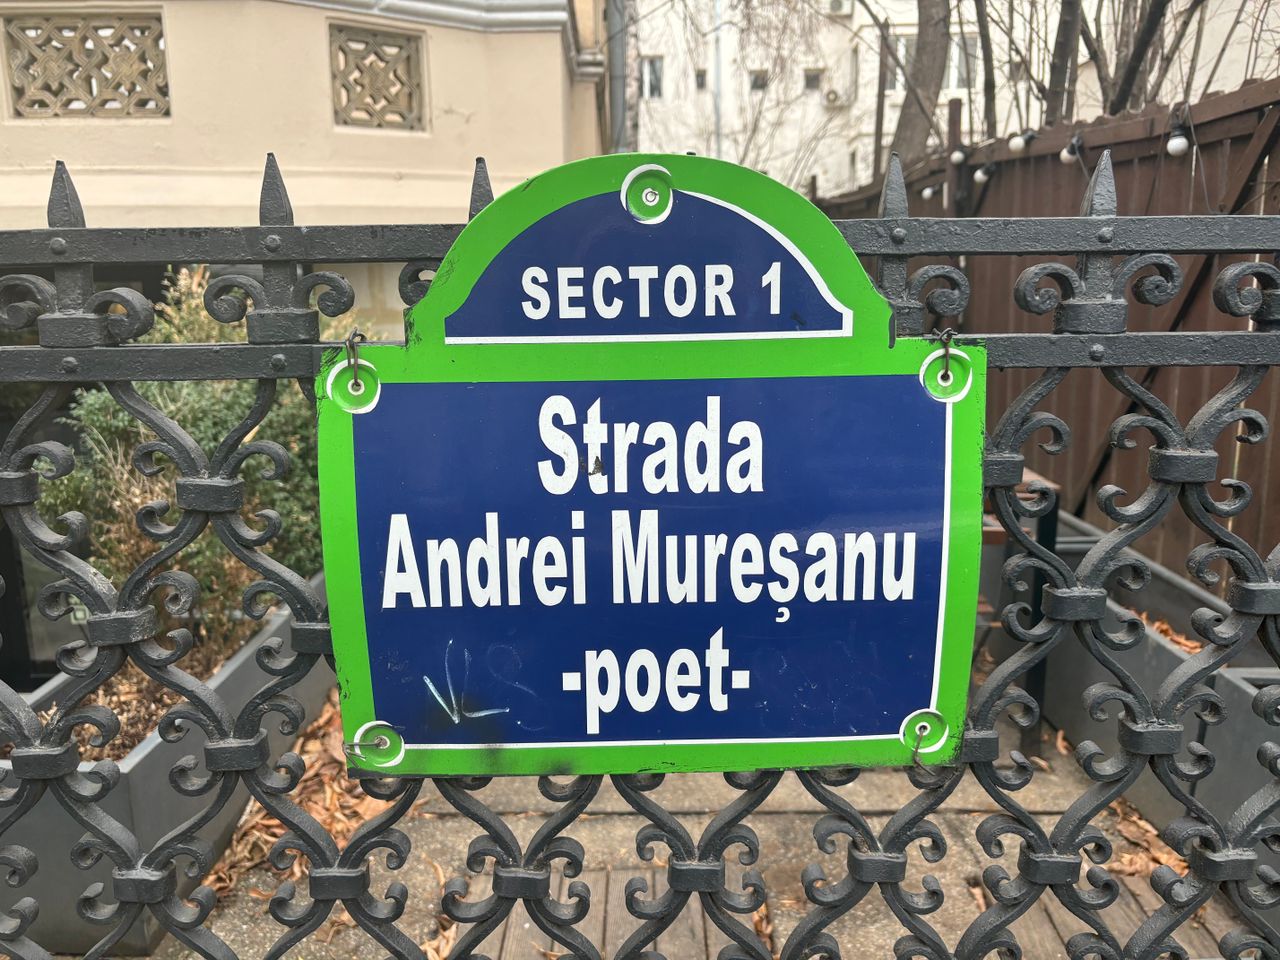 SECTOR 1
Strada
Andrei Mureșanu
-poet-